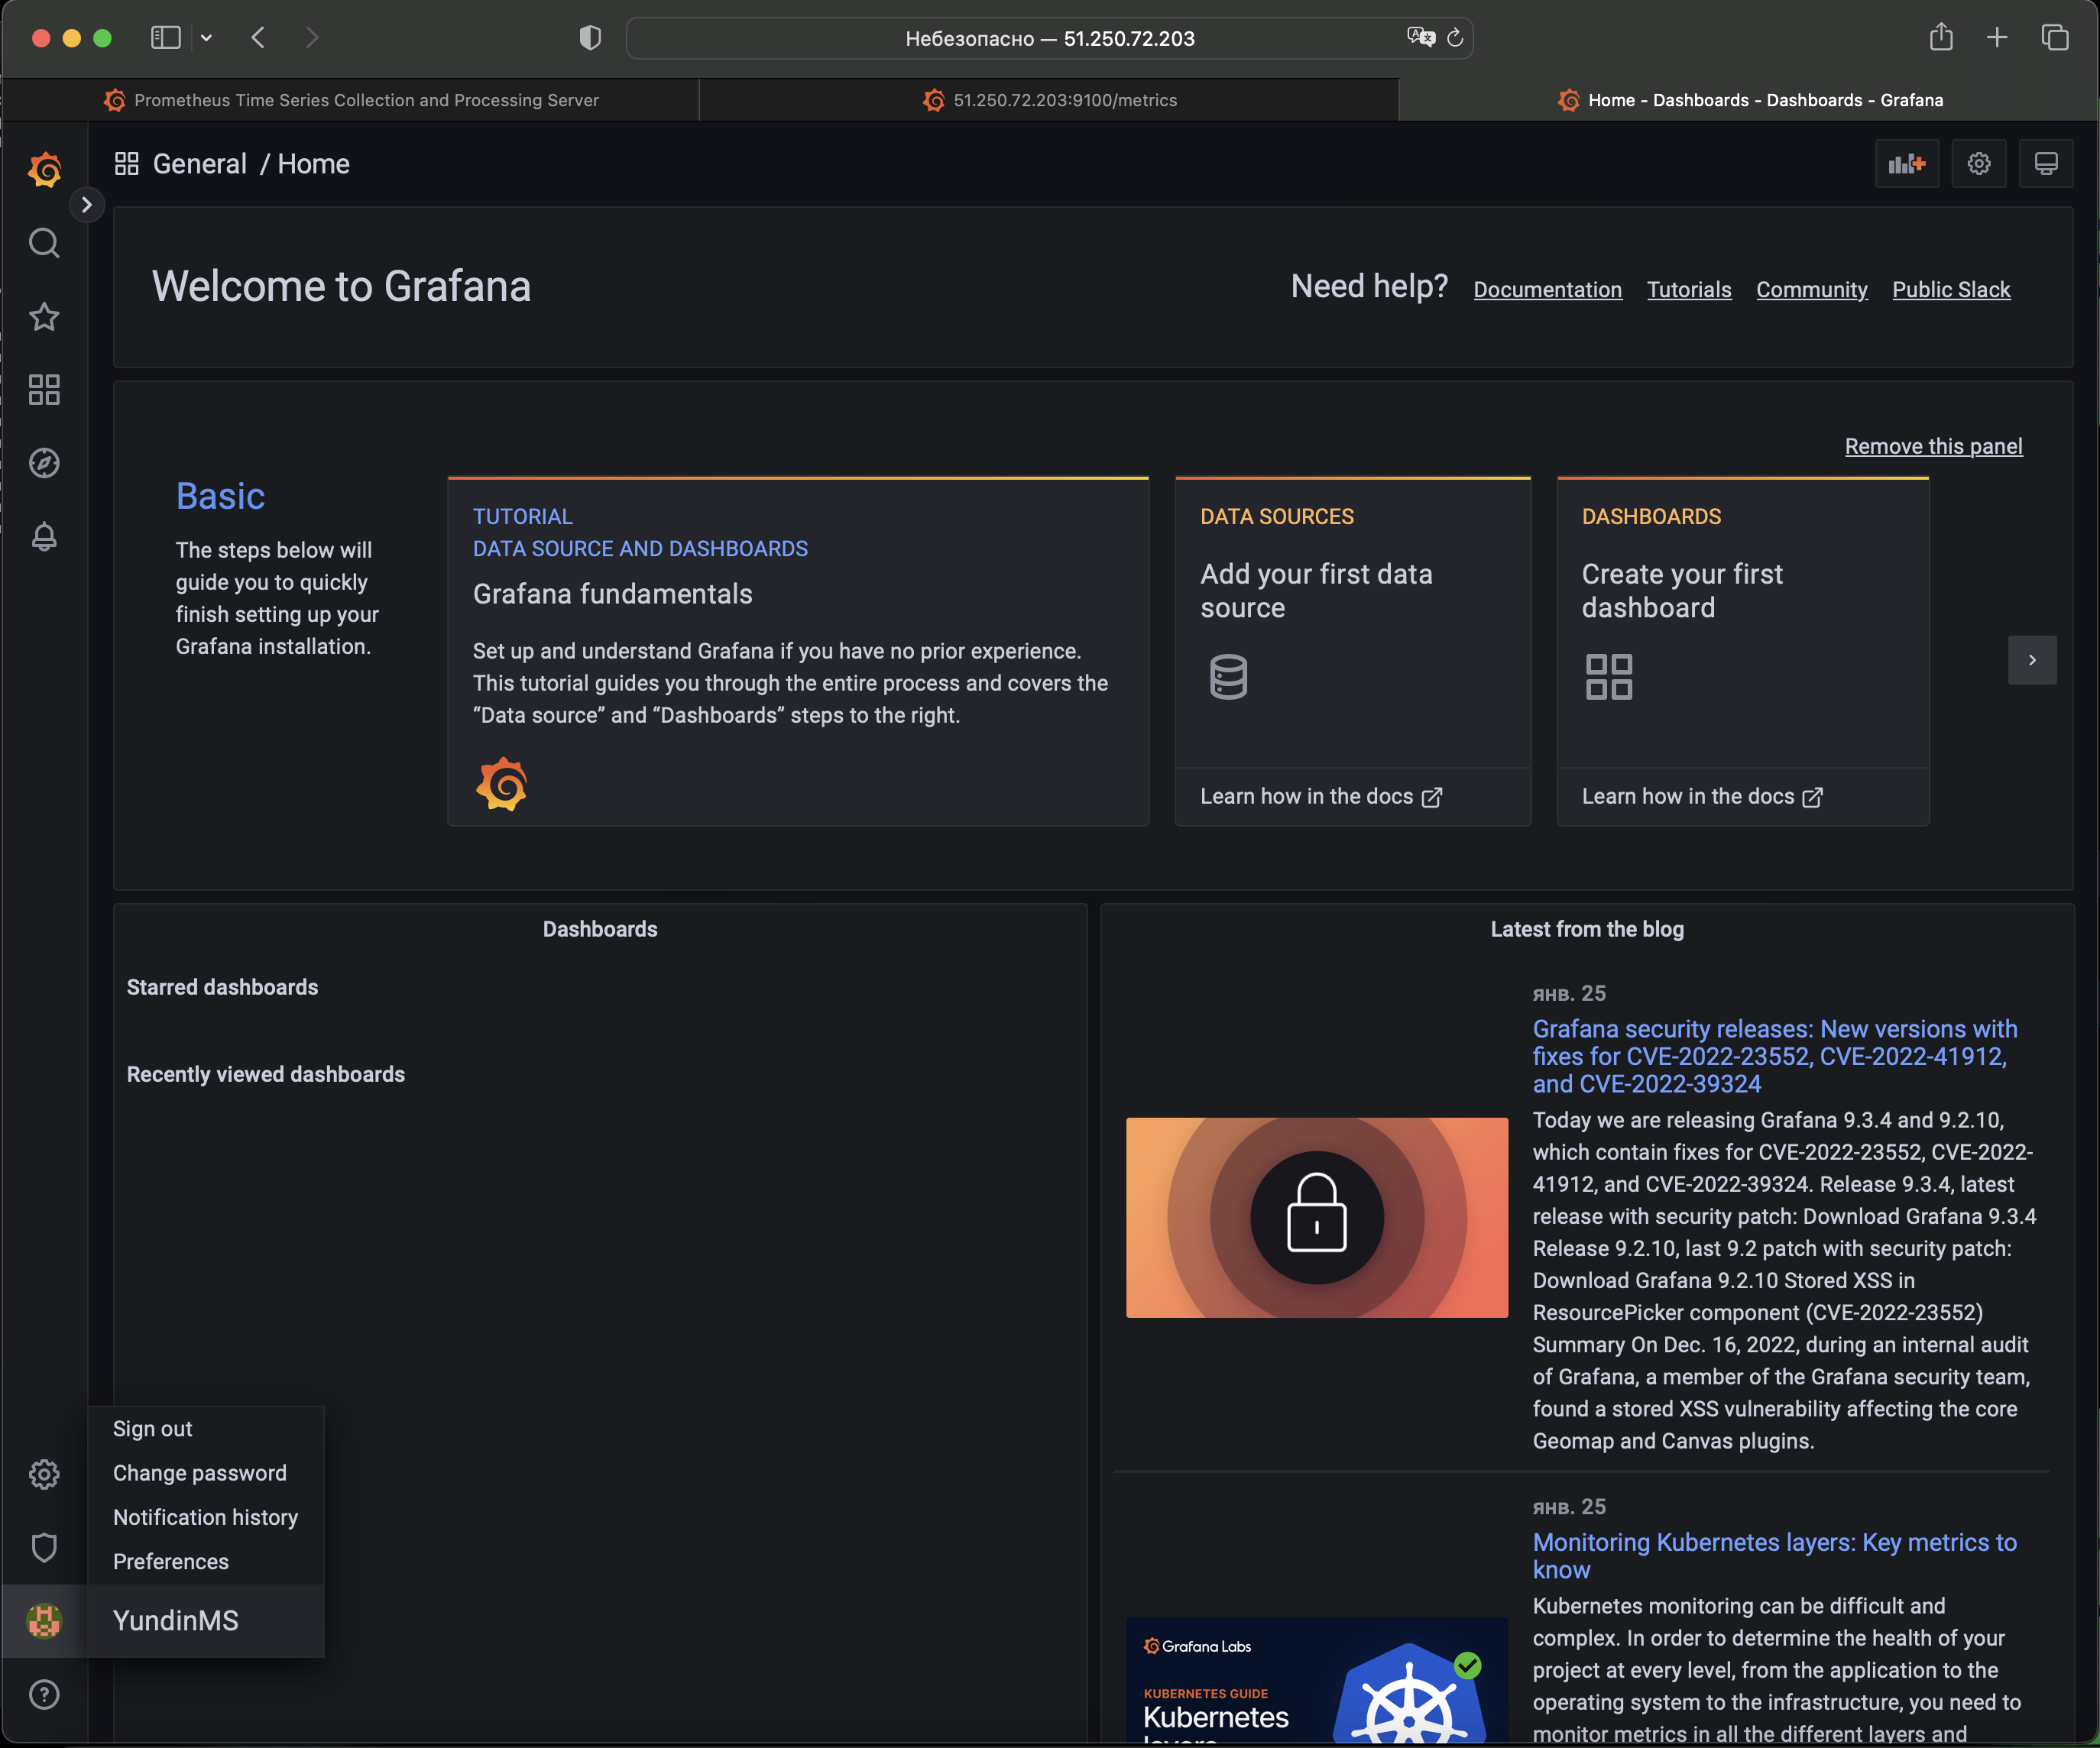 Небезопасно — 51.250.72.203
Prometheus Time Series Collection and Processing Server
51.250.72.203:9100/metrics
Home - Dashboards - Dashboards - Grafana
General / Home
Welcome to Grafana
Need help? Documentation Tutorials Community Public Slack
Remove this panel
Basic
The steps below will
guide you to quickly
finish setting up your
Grafana installation.
TUTORIAL
DATA SOURCE AND DASHBOARDS
Grafana fundamentals
Set up and understand Grafana if you have no prior experience.
This tutorial guides you through the entire process and covers the
“Data source” and “Dashboards” steps to the right.
DATA SOURCES
Add your first data
source
Learn how in the docs
DASHBOARDS
Create your first
dashboard
Learn how in the docs
Dashboards
Starred dashboards
Recently viewed dashboards
Latest from the blog
янв. 25
Grafana security releases: New versions with
fixes for CVE-2022-23552, CVE-2022-41912,
and CVE-2022-39324
Today we are releasing Grafana 9.3.4 and 9.2.10,
which contain fixes for CVE-2022-23552, CVE-2022-
41912, and CVE-2022-39324. Release 9.3.4, latest
release with security patch: Download Grafana 9.3.4
Release 9.2.10, last 9.2 patch with security patch:
Download Grafana 9.2.10 Stored XSS in
ResourcePicker component (CVE-2022-23552)
Summary On Dec. 16, 2022, during an internal audit
of Grafana, a member of the Grafana security team,
found a stored XSS vulnerability affecting the core
Geomap and Canvas plugins.
янв. 25
Monitoring Kubernetes layers: Key metrics to
know
Kubernetes monitoring can be difficult and
complex. In order to determine the health of your
project at every level, from the application to the
operating system to the infrastructure, you need to
monitor metrics in all the different layers and
Grafana Labs
KUBERNETES GUIDE
Kubernetes
Sign out
Change password
Notification history
Preferences
YundinMS